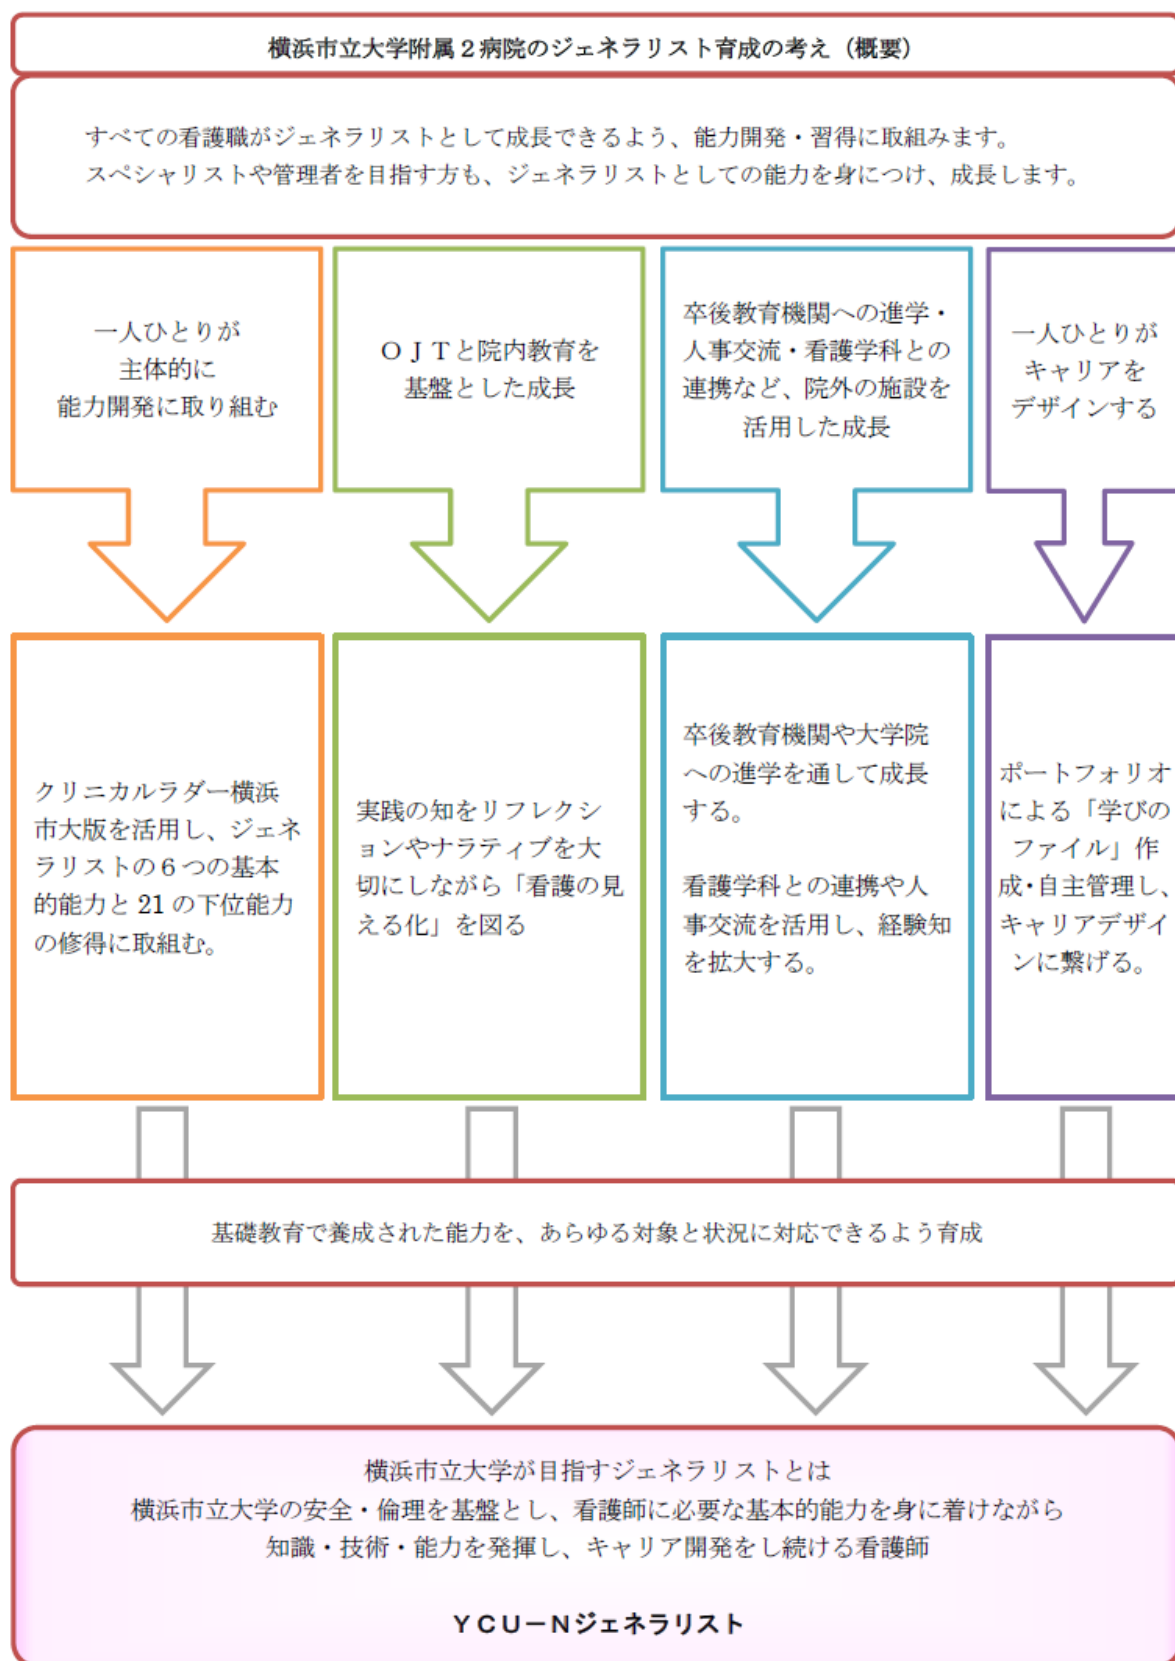 横浜市立大学附属２病院のジェネラリスト育成の考え（概要）
すべての看護職がジェネラリストとして成長できるよう、能力開発・習得に取組みます。
スペシャリストや管理者を目指す方も、ジェネラリストとしての能力を身につけ、成長します。
一人ひとりが
主体的に
能力開発に取り組む
ＯＪＴと院内教育を
基盤とした成長
卒後教育機関への進学・
人事交流・看護学科との
連携など、院外の施設を
活用した成長
一人ひとりが
キャリアを
デザインする
クリニカルラダー横浜
市大版を活用し、ジェネ
ラリストの６つの基本
的能力と 21 の下位能力
の修得に取組む。
実践の知をリフレクシ
ョンやナラティブを大
切にしながら「看護の見
える化」を図る
卒後教育機関や大学院
への進学を通して成長
する。
看護学科との連携や人
事交流を活用し、経験知
を拡大する。
ポートフォリオ
による「学びの
ファイル」作
成・自主管理し、
キャリアデザイ
ンに繋げる。
基礎教育で養成された能力を、あらゆる対象と状況に対応できるよう育成
横浜市立大学が目指すジェネラリストとは
横浜市立大学の安全・倫理を基盤とし、看護師に必要な基本的能力を身に着けながら
知識・技術・能力を発揮し、キャリア開発をし続ける看護師
ＹＣＵ－Ｎジェネラリスト